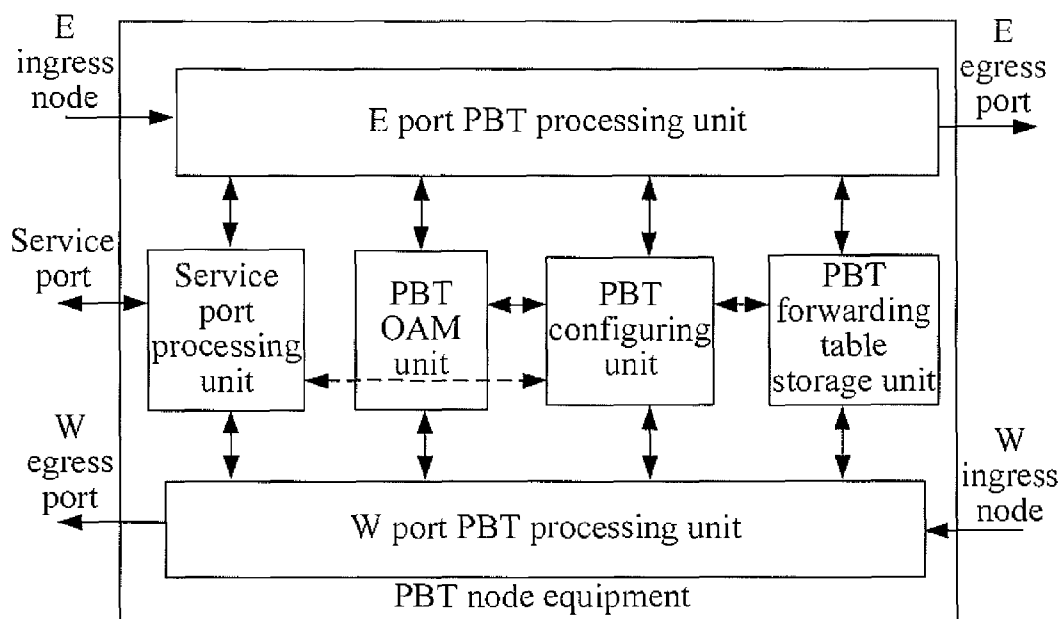 E
ingress
node
E
egress
port
E port PBT processing unit
Service
port
Service
port
processing
unit
PBT
OAM
unit
PBT
configuring
unit
PBT
forwarding
table
storage unit
W
egress
port
W
ingress
node
W port PBT processing unit
PBT node equipment